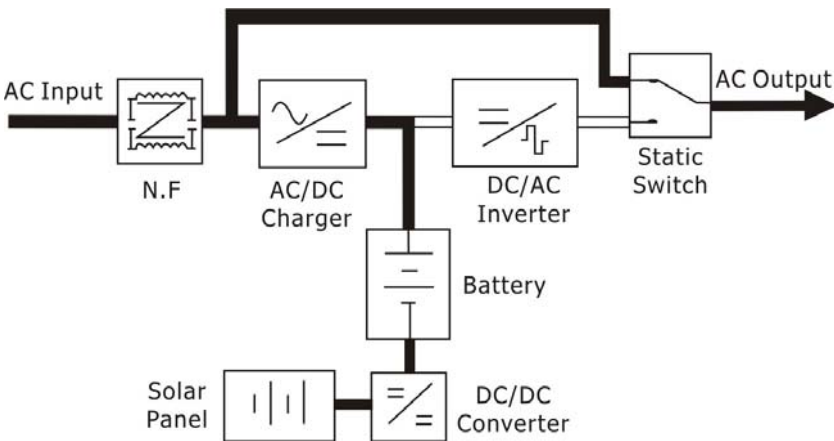 AC Input
AC Output
N.F
AC/DC
Charger
DC/AC
Inverter
Static
Switch
Battery
Solar
Panel
DC/DC
Converter